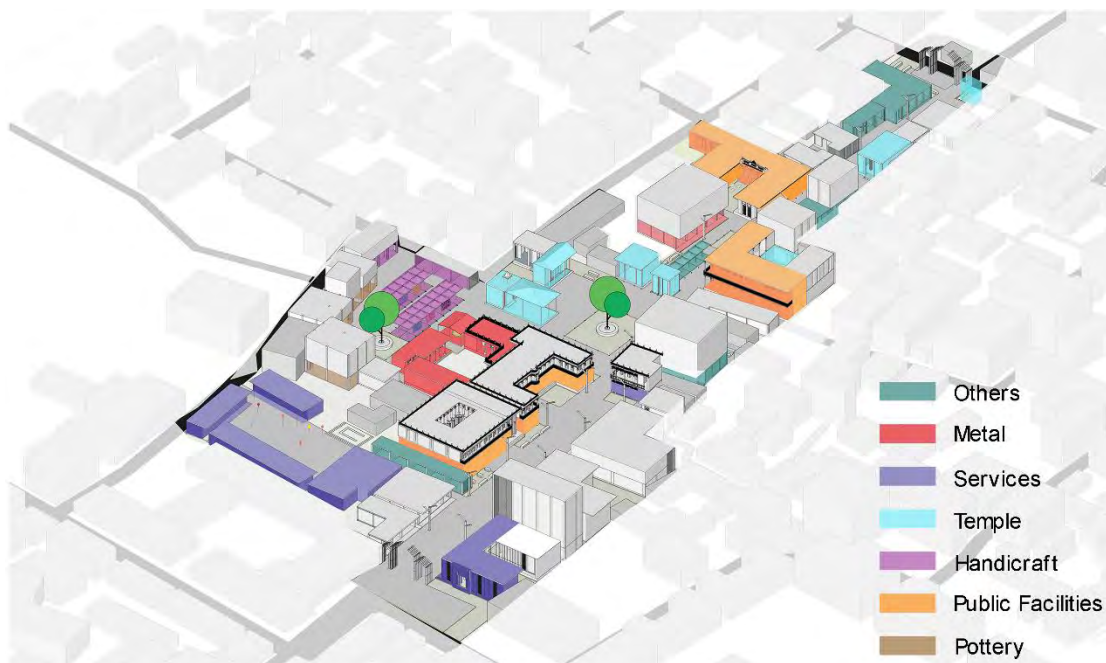 Others
Metal
Services
Temple
Handicraft
Public Facilities
Pottery